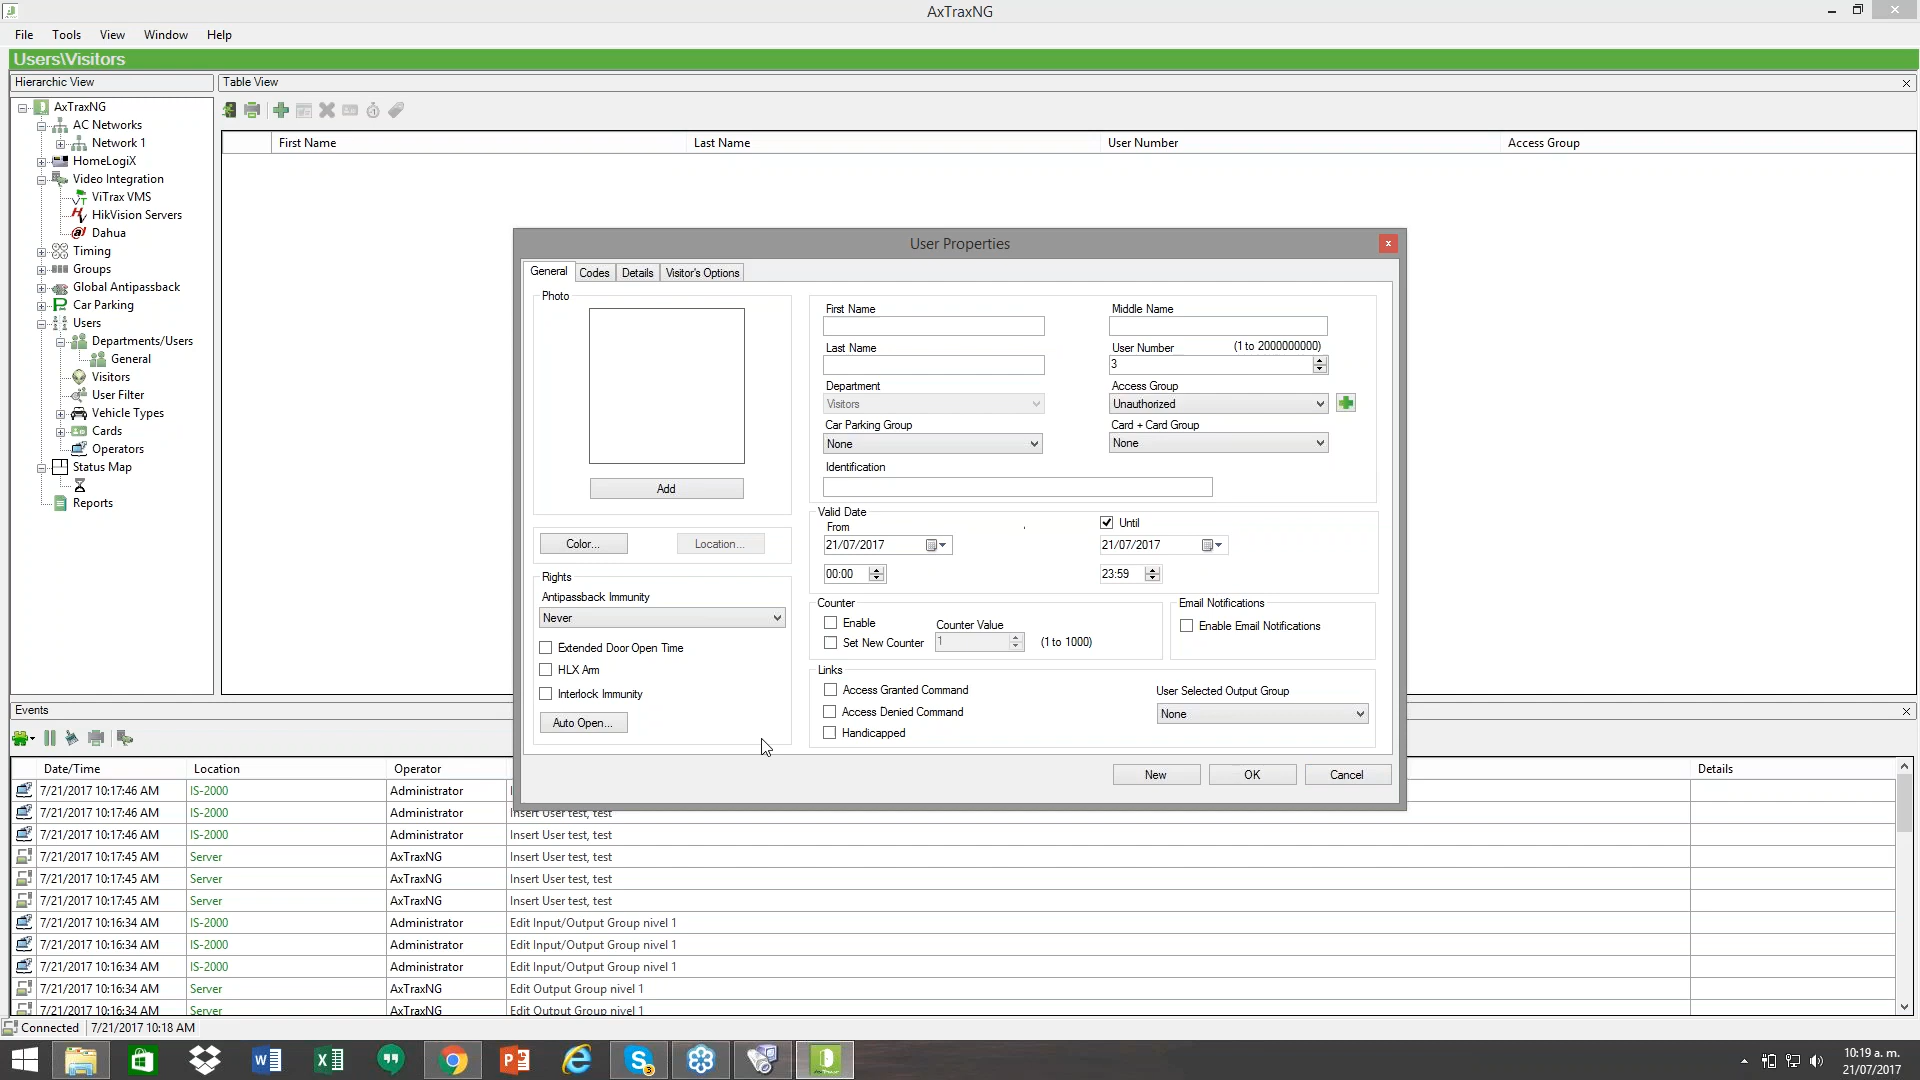 AxTraxNG
File Tools View Window Help
Users\Visitors
Hierarchic View
Table View
AxTraxNG
AC Networks
Network 1
HomeLogiX
Video Integration
ViTrax VMS
HikVision Servers
Dahua
Timing
Groups
Global Antipassback
Car Parking
Users
Departments/Users
General
Visitors
User Filter
Vehicle Types
Cards
Operators
Status Map
Reports
First Name Last Name User Number Access Group
User Properties
General Codes Details Visitor's Options
Photo
Add
Color... Location...
Rights
Antipassback Immunity
Never
Extended Door Open Time
HLX Arm
Interlock Immunity
Auto Open...
First Name Middle Name
Last Name User Number (1 to 2000000000)
3
Department Access Group
Visitors Unauthorized
Car Parking Group Card + Card Group
None None
Identification
Valid Date
From Until
21/07/2017 21/07/2017
00:00 23:59
Counter
Enable Counter Value
Set New Counter 1 (1 to 1000)
Email Notifications
Enable Email Notifications
Links
Access Granted Command
Access Denied Command
Handicapped
User Selected Output Group
None
New OK Cancel
Events
Date/Time Location Operator Details
7/21/2017 10:17:46 AM IS-2000 Administrator
7/21/2017 10:17:46 AM IS-2000 Administrator Insert User test, test
7/21/2017 10:17:46 AM IS-2000 Administrator Insert User test, test
7/21/2017 10:17:45 AM Server AxTraxNG Insert User test, test
7/21/2017 10:17:45 AM Server AxTraxNG Insert User test, test
7/21/2017 10:17:45 AM Server AxTraxNG Insert User test, test
7/21/2017 10:16:34 AM IS-2000 Administrator Edit Input/Output Group nivel 1
7/21/2017 10:16:34 AM IS-2000 Administrator Edit Input/Output Group nivel 1
7/21/2017 10:16:34 AM IS-2000 Administrator Edit Input/Output Group nivel 1
7/21/2017 10:16:34 AM Server AxTraxNG Edit Output Group nivel 1
7/21/2017 10:16:34 AM Server AxTraxNG Edit Output Group nivel 1
Connected 7/21/2017 10:18 AM
10:19 a. m.
21/07/2017